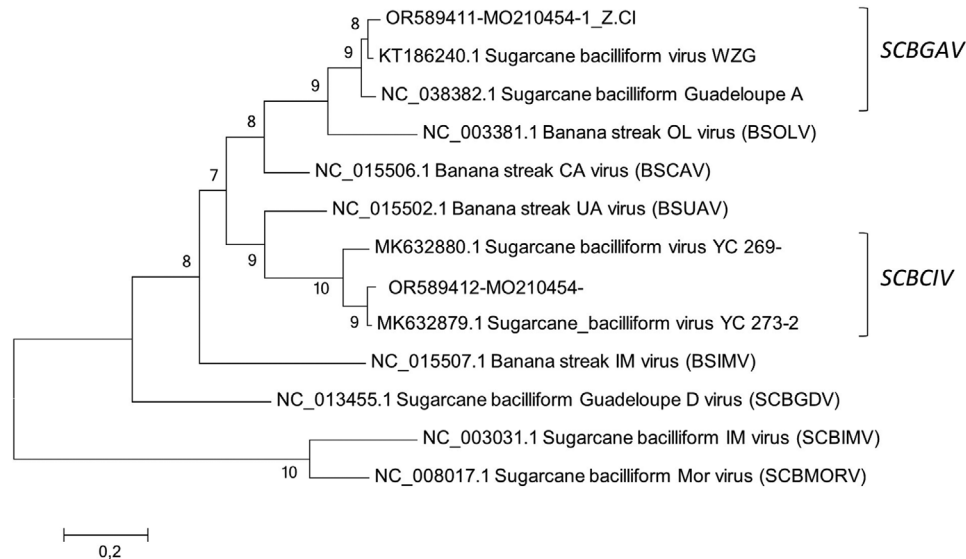 8
OR589411-MO210454-1_Z.CI
9
KT186240.1 Sugarcane bacilliform virus WZG
SCBGAV
9
NC_038382.1 Sugarcane bacilliform Guadeloupe A
8
NC_003381.1 Banana streak OL virus (BSOLV)
7
NC_015506.1 Banana streak CA virus (BSCAV)
NC_015502.1 Banana streak UA virus (BSUAV)
8
9
MK632880.1 Sugarcane bacilliform virus YC 269-
10
OR589412-MO210454-
SCBCIV
9
MK632879.1 Sugarcane_bacilliform virus YC 273-2
NC_015507.1 Banana streak IM virus (BSIMV)
NC_013455.1 Sugarcane bacilliform Guadeloupe D virus (SCBGDV)
NC_003031.1 Sugarcane bacilliform IM virus (SCBIMV)
10
NC_008017.1 Sugarcane bacilliform Mor virus (SCBMORV)
0,2